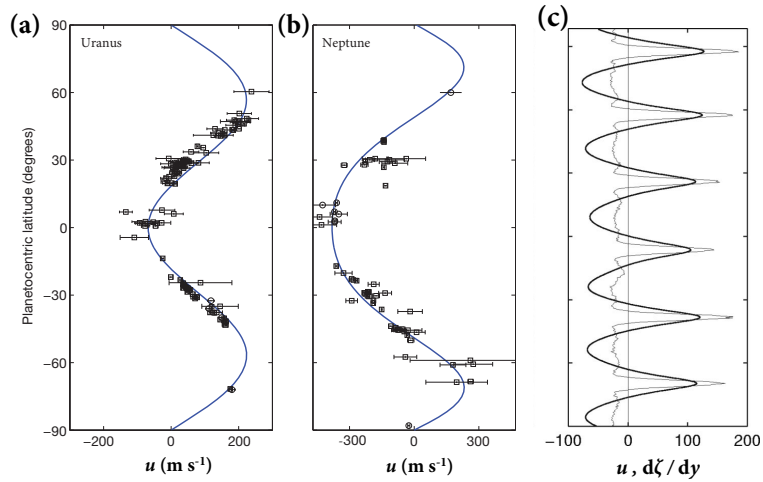 (a)
(b)
(c)
Uranus
Neptune
90
60
30
0
−30
−60
−90
Planetocentric latitude (degrees)
−200
0
200
u (m s⁻¹)
−300
0
300
u (m s⁻¹)
−100
0
100
200
u , dζ / dy